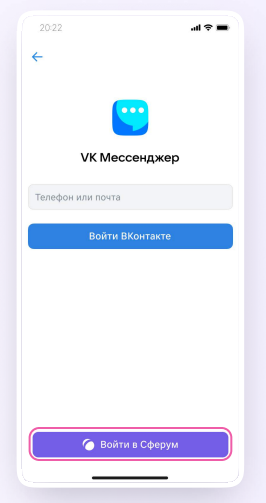 20:22
VK Мессенджер
Телефон или почта
Войти ВКонтакте
Войти в Сферум